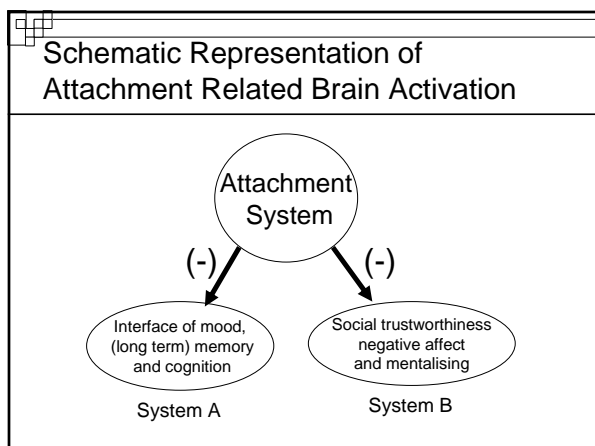 Schematic Representation of
Attachment Related Brain Activation
Attachment
System
(-)
(-)
Interface of mood,
(long term) memory
and cognition
Social trustworthiness
negative affect
and mentalising
System A
System B